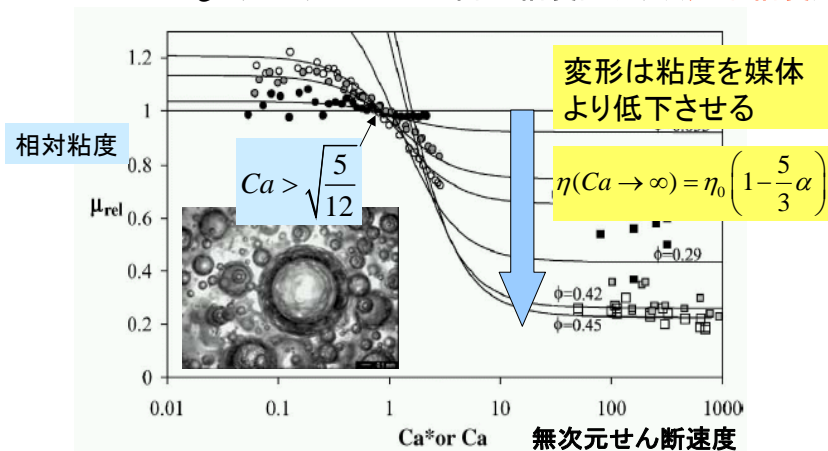 変形は粘度を媒体
より低下させる
相対粘度
μrel
Ca > √(5/12)
η(Ca → ∞) = η₀(1 − 5/3 α)
1.2
1
0.8
0.6
0.4
0.2
0
ϕ=0.29
ϕ=0.42
ϕ=0.45
0.01
0.1
1
10
100
1000
Ca*or Ca
無次元せん断速度